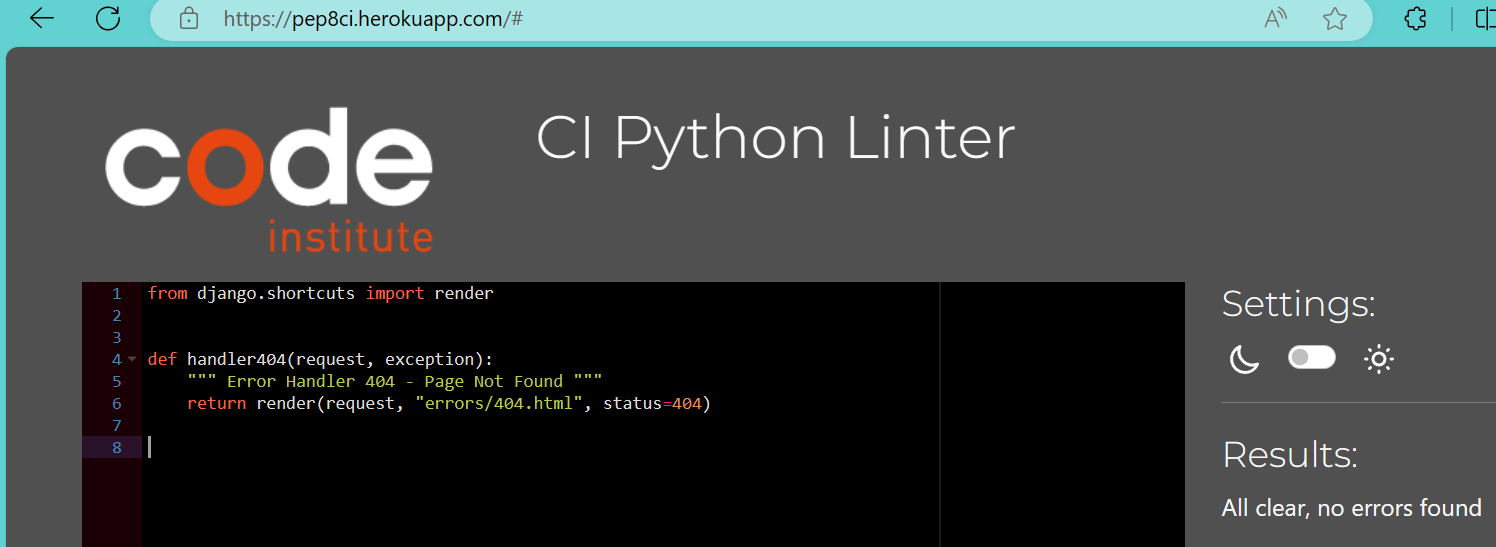 https://pep8ci.herokuapp.com/#
code
institute
CI Python Linter
1 from django.shortcuts import render
2
3
4 def handler404(request, exception):
5     """ Error Handler 404 - Page Not Found """
6     return render(request, "errors/404.html", status=404)
7
8
Settings:
Results:
All clear, no errors found